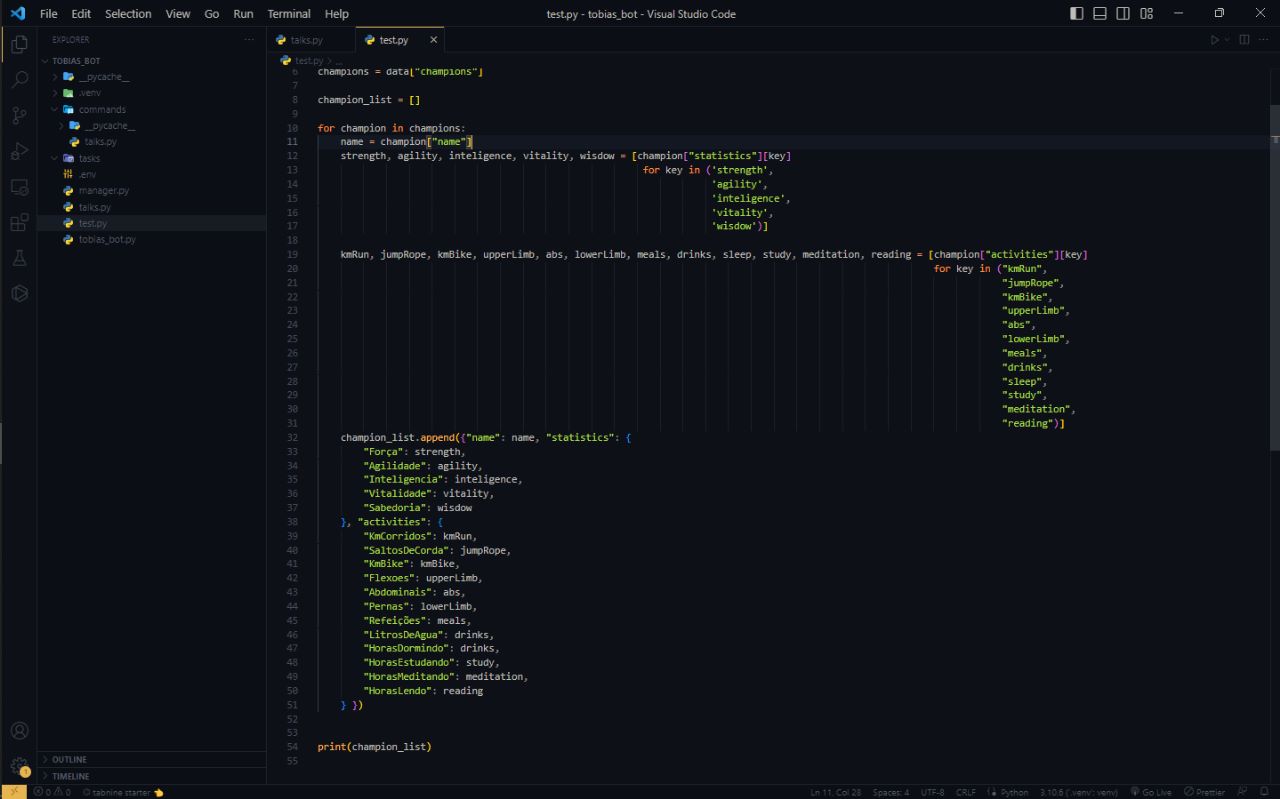 File Edit Selection View Go Run Terminal Help
test.py - tobias_bot - Visual Studio Code
EXPLORER
TOBIAS_BOT
__pycache__
.venv
commands
__pycache__
talks.py
tasks
.env
manager.py
talks.py
test.py
tobias_bot.py
OUTLINE
TIMELINE
talks.py
test.py
test.py > ...
6 champions = data["champions"]
7
8 champion_list = []
9
10 for champion in champions:
11 name = champion["name"]
12 strength, agility, inteligence, vitality, wisdow = [champion["statistics"][key]
13 for key in ('strength',
14 'agility',
15 'inteligence',
16 'vitality',
17 'wisdow')]
18
19 kmRun, jumpRope, kmBike, upperLimb, abs, lowerLimb, meals, drinks, sleep, study, meditation, reading = [champion["activities"][key]
20 for key in ("kmRun",
21 "jumpRope",
22 "kmBike",
23 "upperLimb",
24 "abs",
25 "lowerLimb",
26 "meals",
27 "drinks",
28 "sleep",
29 "study",
30 "meditation",
31 "reading")]
32 champion_list.append({"name": name, "statistics": {
33 "Força": strength,
34 "Agilidade": agility,
35 "Inteligencia": inteligence,
36 "Vitalidade": vitality,
37 "Sabedoria": wisdow
38 }, "activities": {
39 "KmCorridos": kmRun,
40 "SaltosDeCorda": jumpRope,
41 "KmBike": kmBike,
42 "Flexoes": upperLimb,
43 "Abdominais": abs,
44 "Pernas": lowerLimb,
45 "Refeições": meals,
46 "LitrosDeAgua": drinks,
47 "HorasDormindo": drinks,
48 "HorasEstudando": study,
49 "HorasMeditando": meditation,
50 "HorasLendo": reading
51 } })
52
53
54 print(champion_list)
55
1
0 0 tabnine starter
Ln 11, Col 28 Spaces: 4 UTF-8 CRLF Python 3.10.6 ('.venv': venv) Go Live Prettier